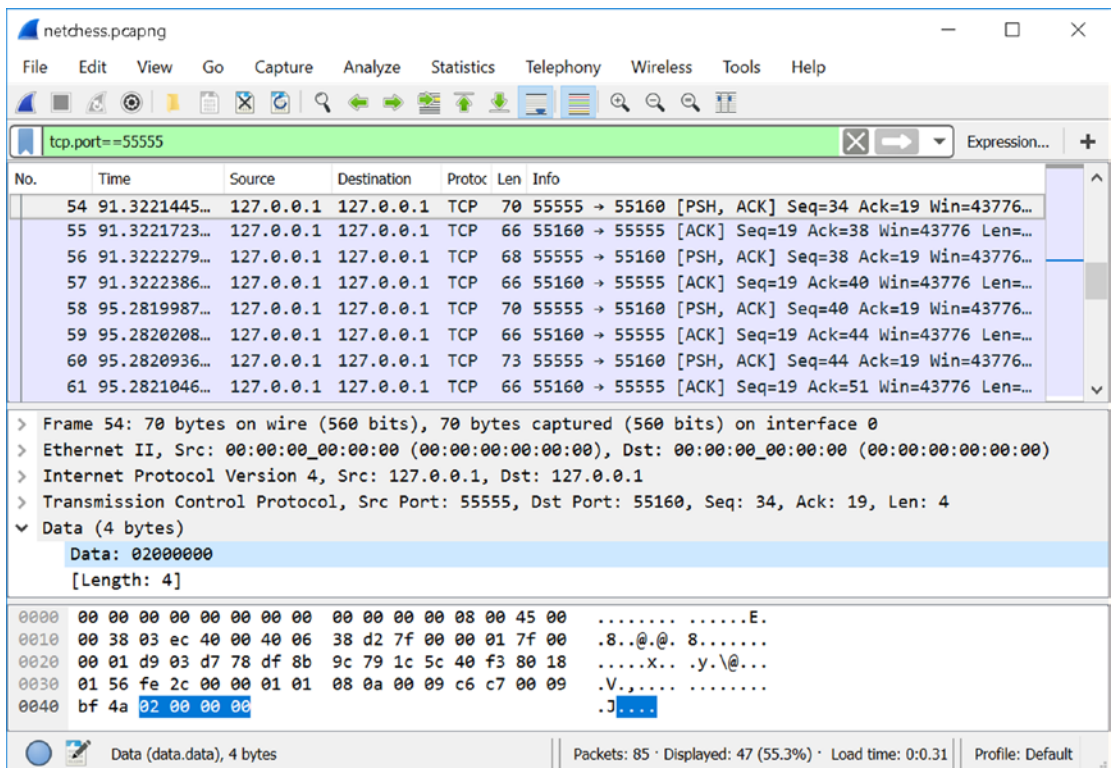 netchess.pcapng
File Edit View Go Capture Analyze Statistics Telephony Wireless Tools Help
tcp.port==55555 Expression... +
No. Time Source Destination Protoc Len Info
54 91.3221445… 127.0.0.1 127.0.0.1 TCP 70 55555 → 55160 [PSH, ACK] Seq=34 Ack=19 Win=43776…
55 91.3221723… 127.0.0.1 127.0.0.1 TCP 66 55160 → 55555 [ACK] Seq=19 Ack=38 Win=43776 Len=…
56 91.3222279… 127.0.0.1 127.0.0.1 TCP 68 55555 → 55160 [PSH, ACK] Seq=38 Ack=19 Win=43776…
57 91.3222386… 127.0.0.1 127.0.0.1 TCP 66 55160 → 55555 [ACK] Seq=19 Ack=40 Win=43776 Len=…
58 95.2819987… 127.0.0.1 127.0.0.1 TCP 70 55555 → 55160 [PSH, ACK] Seq=40 Ack=19 Win=43776…
59 95.2820208… 127.0.0.1 127.0.0.1 TCP 66 55160 → 55555 [ACK] Seq=19 Ack=44 Win=43776 Len=…
60 95.2820936… 127.0.0.1 127.0.0.1 TCP 73 55555 → 55160 [PSH, ACK] Seq=44 Ack=19 Win=43776…
61 95.2821046… 127.0.0.1 127.0.0.1 TCP 66 55160 → 55555 [ACK] Seq=19 Ack=51 Win=43776 Len=…
> Frame 54: 70 bytes on wire (560 bits), 70 bytes captured (560 bits) on interface 0
> Ethernet II, Src: 00:00:00_00:00:00 (00:00:00:00:00:00), Dst: 00:00:00_00:00:00 (00:00:00:00:00:00)
> Internet Protocol Version 4, Src: 127.0.0.1, Dst: 127.0.0.1
> Transmission Control Protocol, Src Port: 55555, Dst Port: 55160, Seq: 34, Ack: 19, Len: 4
Data (4 bytes)
Data: 02000000
[Length: 4]
0000 00 00 00 00 00 00 00 00 00 00 00 00 08 00 45 00 ........ ......E.
0010 00 38 03 ec 40 00 40 06 38 d2 7f 00 00 01 7f 00 .8..@.@. 8.......
0020 00 01 d9 03 d7 78 df 8b 9c 79 1c 5c 40 f3 80 18 .....x.. .y.\@...
0030 01 56 fe 2c 00 00 01 01 08 0a 00 09 c6 c7 00 09 .V.,.... ........
0040 bf 4a 02 00 00 00 .J....
Data (data.data), 4 bytes Packets: 85 · Displayed: 47 (55.3%) · Load time: 0:0.31 Profile: Default